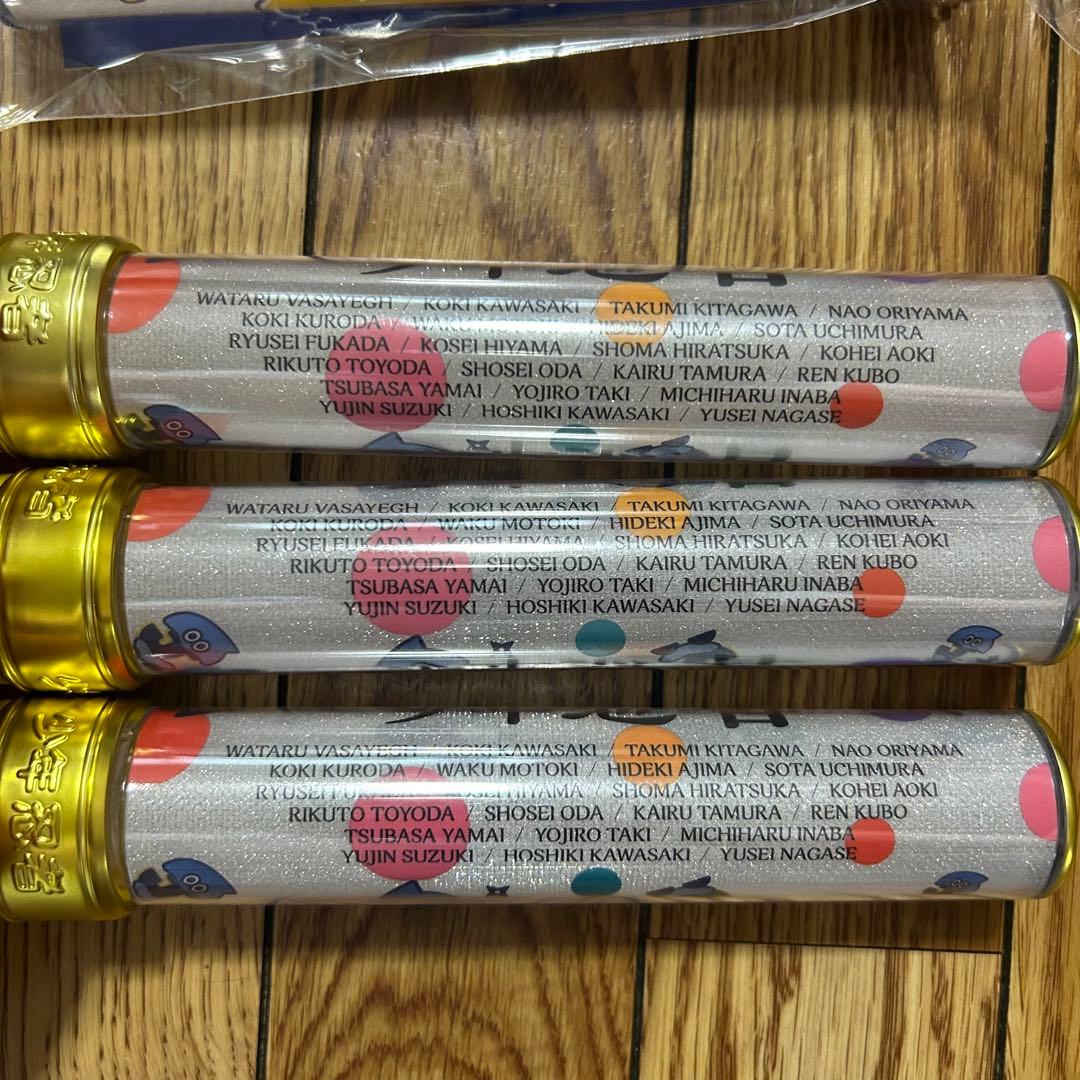 WATARU VASAYEGH / KOKI KAWASAKI / TAKUMI KITAGAWA / NAO ORIYAMA
KOKI KURODA / WAKU MOTOKI / HIDEKI AJIMA / SOTA UCHIMURA
RYUSEI FUKADA / KOSEI HIYAMA / SHOMA HIRATSUKA / KOHEI AOKI
RIKUTO TOYODA / SHOSEI ODA / KAIRU TAMURA / REN KUBO
TSUBASA YAMAI / YOJIRO TAKI / MICHIHARU INABA
YUJIN SUZUKI / HOSHIKI KAWASAKI / YUSEI NAGASE
WATARU VASAYEGH / KOKI KAWASAKI / TAKUMI KITAGAWA / NAO ORIYAMA
KOKI KURODA / WAKU MOTOKI / HIDEKI AJIMA / SOTA UCHIMURA
RYUSEI FUKADA / KOSEI HIYAMA / SHOMA HIRATSUKA / KOHEI AOKI
RIKUTO TOYODA / SHOSEI ODA / KAIRU TAMURA / REN KUBO
TSUBASA YAMAI / YOJIRO TAKI / MICHIHARU INABA
YUJIN SUZUKI / HOSHIKI KAWASAKI / YUSEI NAGASE
WATARU VASAYEGH / KOKI KAWASAKI / TAKUMI KITAGAWA / NAO ORIYAMA
KOKI KURODA / WAKU MOTOKI / HIDEKI AJIMA / SOTA UCHIMURA
RYUSEI FUKADA / KOSEI HIYAMA / SHOMA HIRATSUKA / KOHEI AOKI
RIKUTO TOYODA / SHOSEI ODA / KAIRU TAMURA / REN KUBO
TSUBASA YAMAI / YOJIRO TAKI / MICHIHARU INABA
YUJIN SUZUKI / HOSHIKI KAWASAKI / YUSEI NAGASE